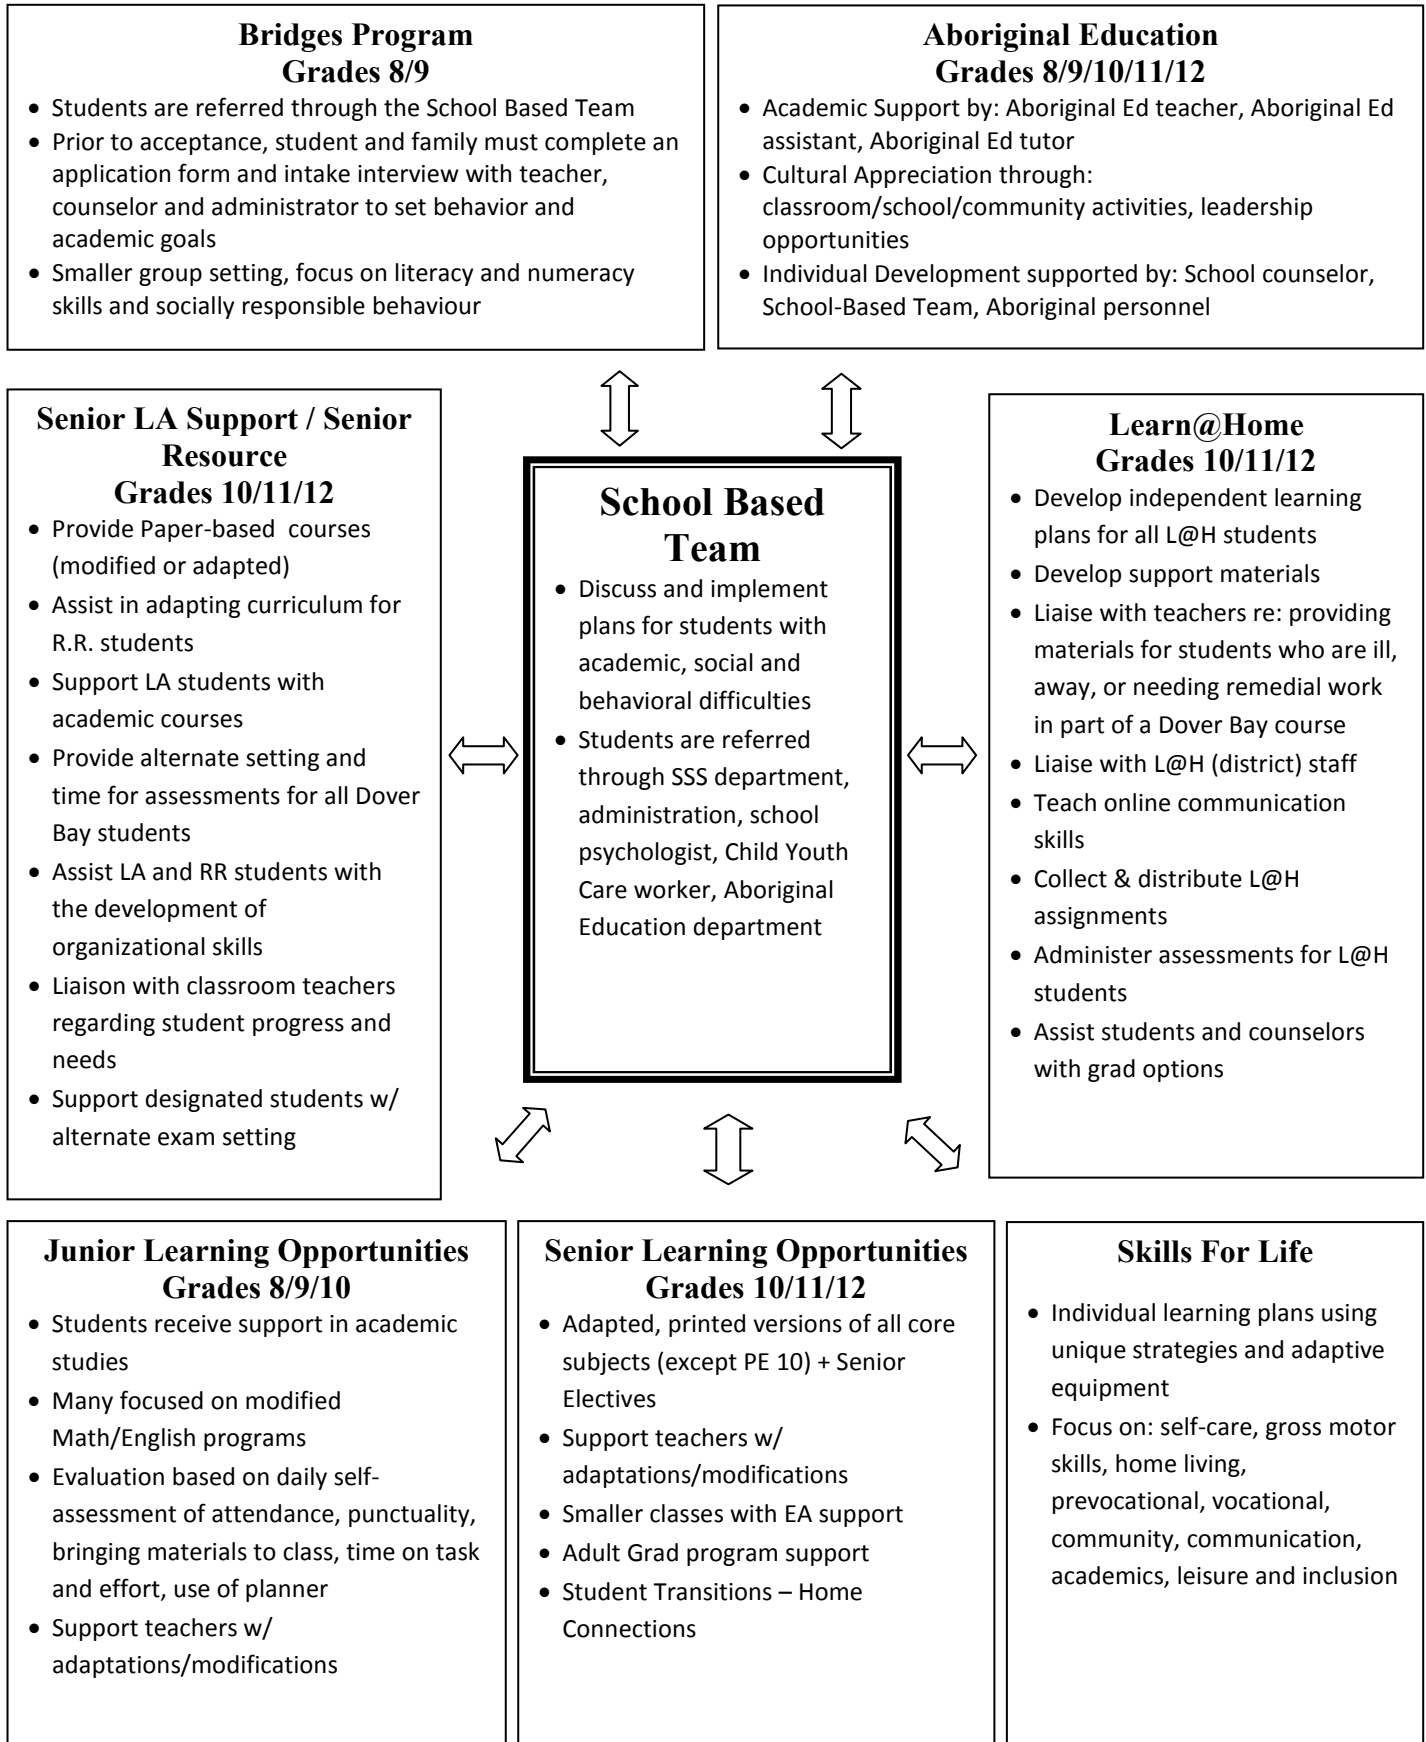 Bridges Program
Grades 8/9
• Students are referred through the School Based Team
• Prior to acceptance, student and family must complete an
application form and intake interview with teacher,
counselor and administrator to set behavior and
academic goals
• Smaller group setting, focus on literacy and numeracy
skills and socially responsible behaviour
Aboriginal Education
Grades 8/9/10/11/12
• Academic Support by: Aboriginal Ed teacher, Aboriginal Ed
assistant, Aboriginal Ed tutor
• Cultural Appreciation through:
classroom/school/community activities, leadership
opportunities
• Individual Development supported by: School counselor,
School-Based Team, Aboriginal personnel
Senior LA Support / Senior
Resource
Grades 10/11/12
• Provide Paper-based courses
(modified or adapted)
• Assist in adapting curriculum for
R.R. students
• Support LA students with
academic courses
• Provide alternate setting and
time for assessments for all Dover
Bay students
• Assist LA and RR students with
the development of
organizational skills
• Liaison with classroom teachers
regarding student progress and
needs
• Support designated students w/
alternate exam setting
School Based
Team
• Discuss and implement
plans for students with
academic, social and
behavioral difficulties
• Students are referred
through SSS department,
administration, school
psychologist, Child Youth
Care worker, Aboriginal
Education department
Learn@Home
Grades 10/11/12
• Develop independent learning
plans for all L@H students
• Develop support materials
• Liaise with teachers re: providing
materials for students who are ill,
away, or needing remedial work
in part of a Dover Bay course
• Liaise with L@H (district) staff
• Teach online communication
skills
• Collect & distribute L@H
assignments
• Administer assessments for L@H
students
• Assist students and counselors
with grad options
Junior Learning Opportunities
Grades 8/9/10
• Students receive support in academic
studies
• Many focused on modified
Math/English programs
• Evaluation based on daily self-
assessment of attendance, punctuality,
bringing materials to class, time on task
and effort, use of planner
• Support teachers w/
adaptations/modifications
Senior Learning Opportunities
Grades 10/11/12
• Adapted, printed versions of all core
subjects (except PE 10) + Senior
Electives
• Support teachers w/
adaptations/modifications
• Smaller classes with EA support
• Adult Grad program support
• Student Transitions – Home
Connections
Skills For Life
• Individual learning plans using
unique strategies and adaptive
equipment
• Focus on: self-care, gross motor
skills, home living,
prevocational, vocational,
community, communication,
academics, leisure and inclusion